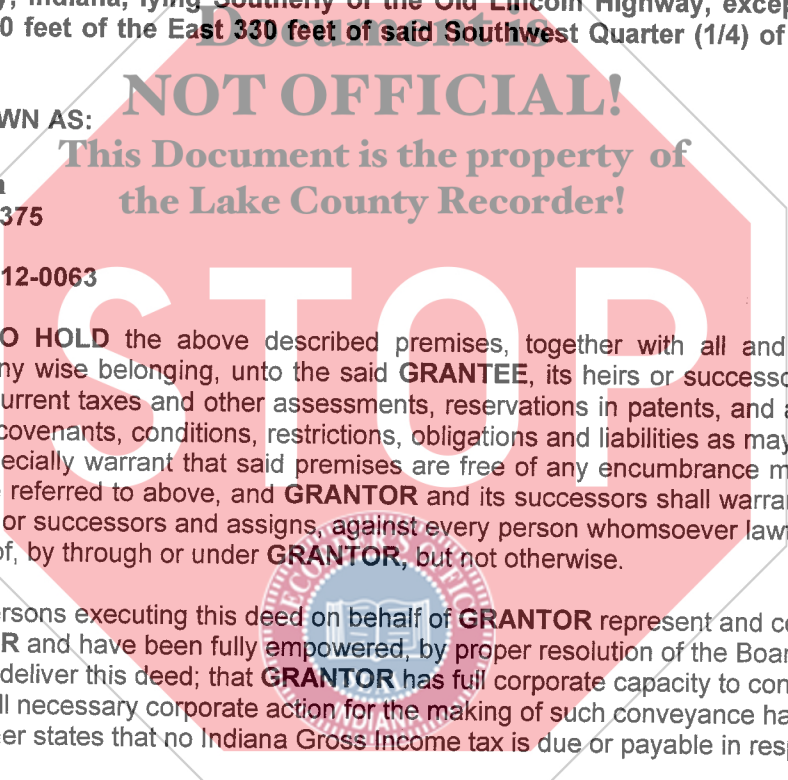 Indiana, lying Southerly of the Old Lincoln Highway, excep
Document is
0 feet of the East 330 feet of said Southwest Quarter (1/4) of
NOT OFFICIAL!
WN AS:
This Document is the property of
the Lake County Recorder!
375
12-0063
STOP
O HOLD the above described premises, together with all and
ny wise belonging, unto the said GRANTEE, its heirs or successo
urrent taxes and other assessments, reservations in patents, and a
covenants, conditions, restrictions, obligations and liabilities as may
ecially warrant that said premises are free of any encumbrance m
referred to above, and GRANTOR and its successors shall warra
or successors and assigns, against every person whomsoever law
of, by through or under GRANTOR, but not otherwise.
RECORDER'S OFFICE
rsons executing this deed on behalf of GRANTOR represent and ce
R and have been fully empowered, by proper resolution of the Boar
deliver this deed; that GRANTOR has full corporate capacity to con
SEAL
ll necessary corporate action for the making of such conveyance ha
INDIANA
er states that no Indiana Gross Income tax is due or payable in resp